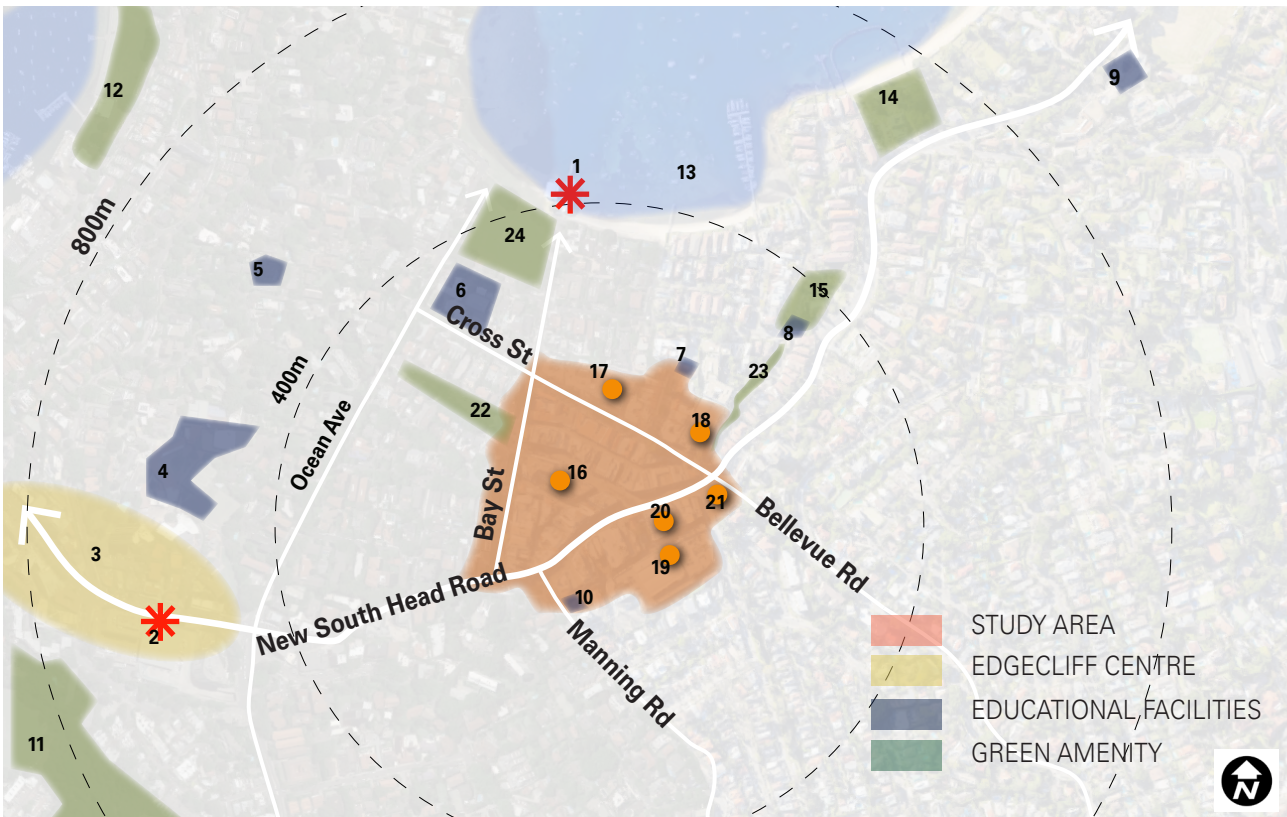 12
1
13
14
9
800m
5
24
6
15
Cross St
8
7
17
23
400m
Ocean Ave
22
18
4
16
Bay St
21
20
Bellevue Rd
3
19
New South Head Road
10
2
Manning Rd
11
STUDY AREA
EDGECLIFF CENTRE
EDUCATIONAL FACILITIES
GREEN AMENITY
N